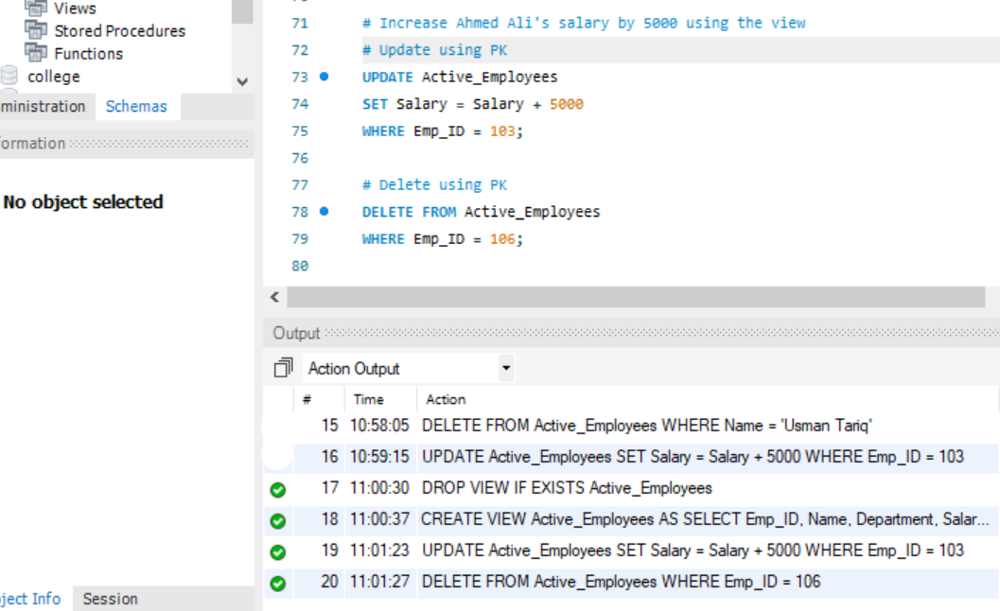 Views
Stored Procedures
Functions
college
ministration Schemas
formation
No object selected
ject Info Session
71 # Increase Ahmed Ali's salary by 5000 using the view
72 # Update using PK
73 UPDATE Active_Employees
74 SET Salary = Salary + 5000
75 WHERE Emp_ID = 103;
76
77 # Delete using PK
78 DELETE FROM Active_Employees
79 WHERE Emp_ID = 106;
80
Output
Action Output
# Time Action
15 10:58:05 DELETE FROM Active_Employees WHERE Name = 'Usman Tariq'
16 10:59:15 UPDATE Active_Employees SET Salary = Salary + 5000 WHERE Emp_ID = 103
17 11:00:30 DROP VIEW IF EXISTS Active_Employees
18 11:00:37 CREATE VIEW Active_Employees AS SELECT Emp_ID, Name, Department, Salar...
19 11:01:23 UPDATE Active_Employees SET Salary = Salary + 5000 WHERE Emp_ID = 103
20 11:01:27 DELETE FROM Active_Employees WHERE Emp_ID = 106